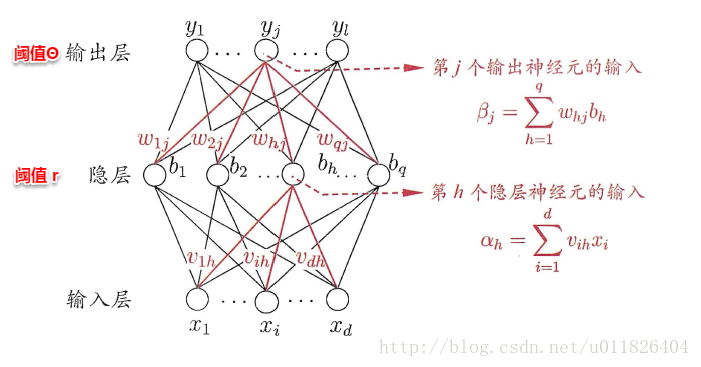 y1 ··· yj ··· yl
阈值Θ 输出层
第 j 个输出神经元的输入
βj = ∑_{h=1}^{q} whj bh
w1j w2j whj wqj
阈值 r 隐层 b1 b2 ··· bh ··· bq
第 h 个隐层神经元的输入
αh = ∑_{i=1}^{d} vih xi
v1h vih vdh
输入层 ··· ···
x1 xi xd
http://blog.csdn.net/u011826404